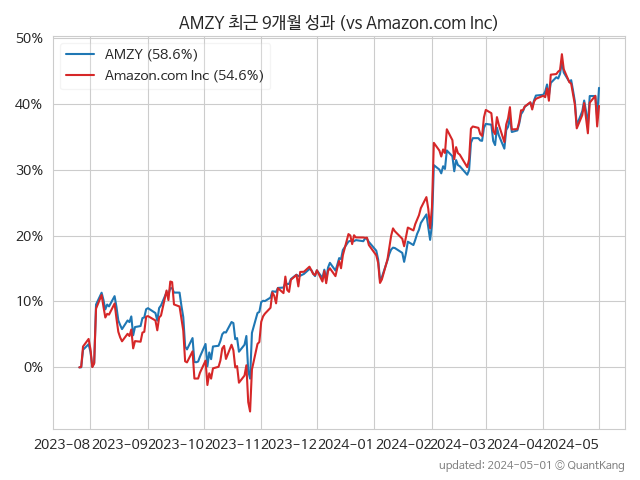 AMZY 최근 9개월 성과 (vs Amazon.com Inc)
50%
AMZY (58.6%)
Amazon.com Inc (54.6%)
40%
30%
20%
10%
0%
2023-08 2023-09 2023-10 2023-11 2023-12 2024-01 2024-02 2024-03 2024-04 2024-05
updated: 2024-05-01 © QuantKang